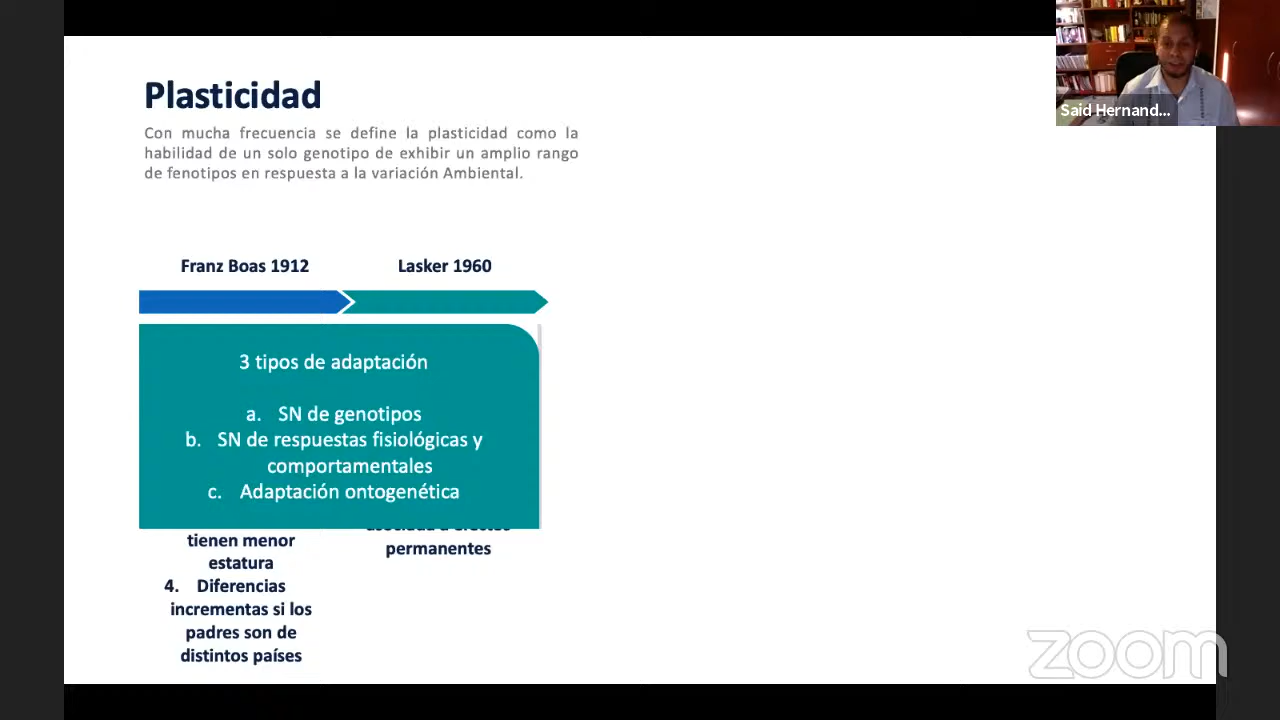 Plasticidad
Con mucha frecuencia se define la plasticidad como la
habilidad de un solo genotipo de exhibir un amplio rango
de fenotipos en respuesta a la variación Ambiental.
Franz Boas 1912
Lasker 1960
3 tipos de adaptación
a. SN de genotipos
b. SN de respuestas fisiológicas y
comportamentales
c. Adaptación ontogenética
permanentes
tienen menor
estatura
4. Diferencias
incrementas si los
padres son de
distintos países
Said Hernand...
zoom